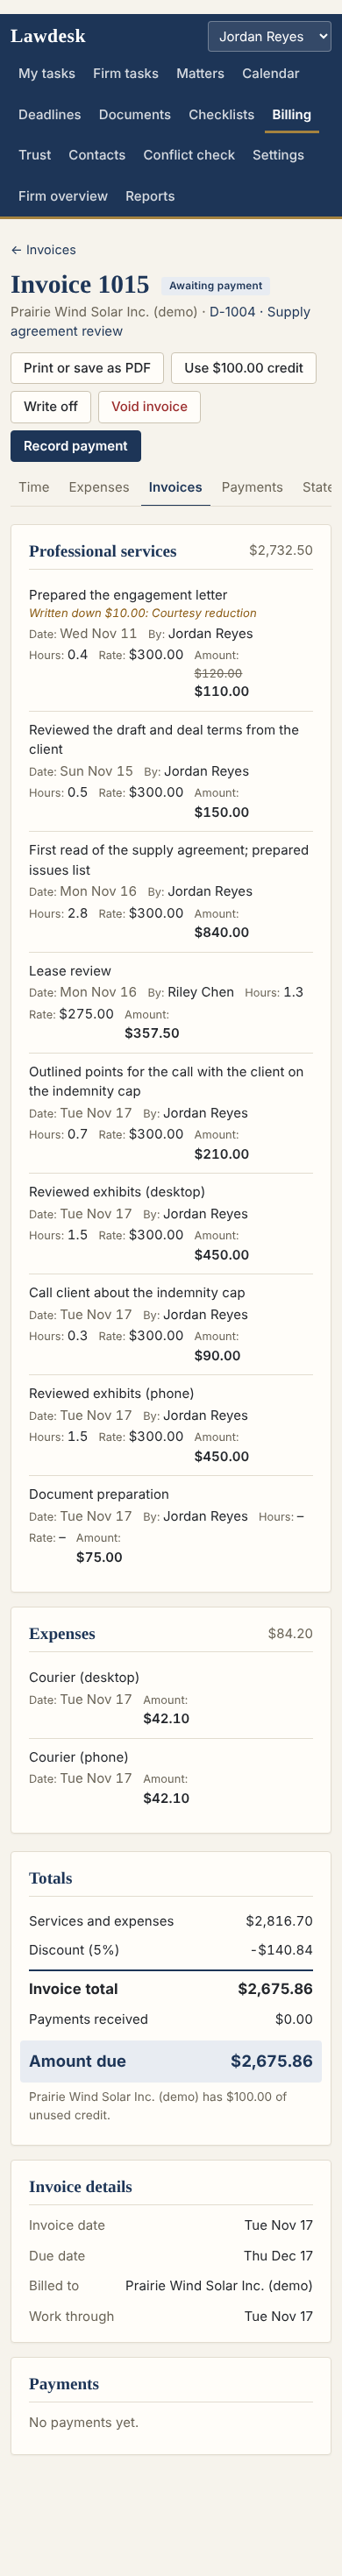 Lawdesk
Jordan Reyes
My tasks Firm tasks Matters Calendar
Deadlines Documents Checklists Billing
Trust Contacts Conflict check Settings
Firm overview Reports
← Invoices
Invoice 1015 Awaiting payment
Prairie Wind Solar Inc. (demo) · D-1004 · Supply
agreement review
Print or save as PDF Use $100.00 credit
Write off Void invoice
Record payment
Time Expenses Invoices Payments State
Professional services $2,732.50
Prepared the engagement letter
Written down $10.00: Courtesy reduction
Date: Wed Nov 11 By: Jordan Reyes
Hours: 0.4 Rate: $300.00 Amount:
$120.00
$110.00
Reviewed the draft and deal terms from the
client
Date: Sun Nov 15 By: Jordan Reyes
Hours: 0.5 Rate: $300.00 Amount:
$150.00
First read of the supply agreement; prepared
issues list
Date: Mon Nov 16 By: Jordan Reyes
Hours: 2.8 Rate: $300.00 Amount:
$840.00
Lease review
Date: Mon Nov 16 By: Riley Chen Hours: 1.3
Rate: $275.00 Amount:
$357.50
Outlined points for the call with the client on
the indemnity cap
Date: Tue Nov 17 By: Jordan Reyes
Hours: 0.7 Rate: $300.00 Amount:
$210.00
Reviewed exhibits (desktop)
Date: Tue Nov 17 By: Jordan Reyes
Hours: 1.5 Rate: $300.00 Amount:
$450.00
Call client about the indemnity cap
Date: Tue Nov 17 By: Jordan Reyes
Hours: 0.3 Rate: $300.00 Amount:
$90.00
Reviewed exhibits (phone)
Date: Tue Nov 17 By: Jordan Reyes
Hours: 1.5 Rate: $300.00 Amount:
$450.00
Document preparation
Date: Tue Nov 17 By: Jordan Reyes Hours: –
Rate: – Amount:
$75.00
Expenses $84.20
Courier (desktop)
Date: Tue Nov 17 Amount:
$42.10
Courier (phone)
Date: Tue Nov 17 Amount:
$42.10
Totals
Services and expenses $2,816.70
Discount (5%) -$140.84
Invoice total $2,675.86
Payments received $0.00
Amount due $2,675.86
Prairie Wind Solar Inc. (demo) has $100.00 of
unused credit.
Invoice details
Invoice date Tue Nov 17
Due date Thu Dec 17
Billed to Prairie Wind Solar Inc. (demo)
Work through Tue Nov 17
Payments
No payments yet.